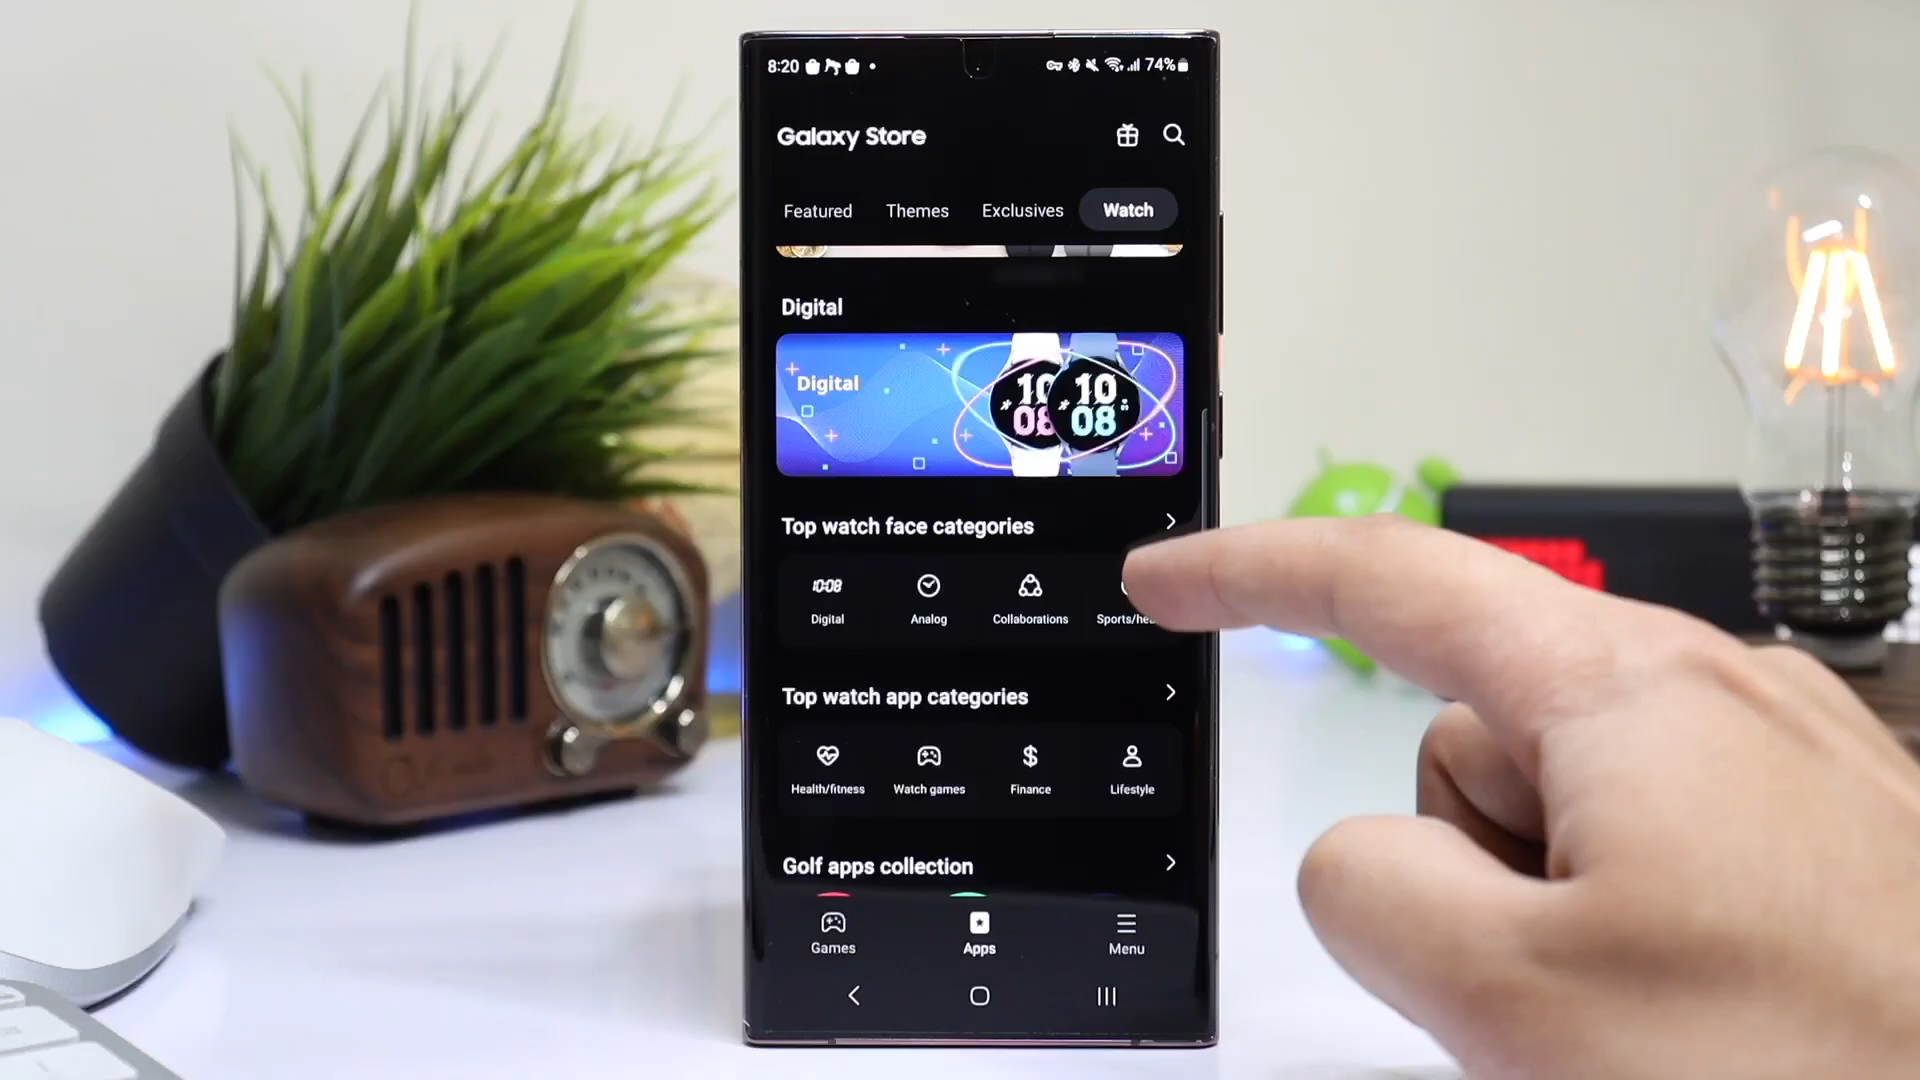 8:20 74%
Galaxy Store
Featured Themes Exclusives Watch
Digital
Digital
10 10
08 08
Top watch face categories
10:08
Digital Analog Collaborations Sports/hea
Top watch app categories
Health/fitness Watch games Finance Lifestyle
Golf apps collection
Games Apps Menu